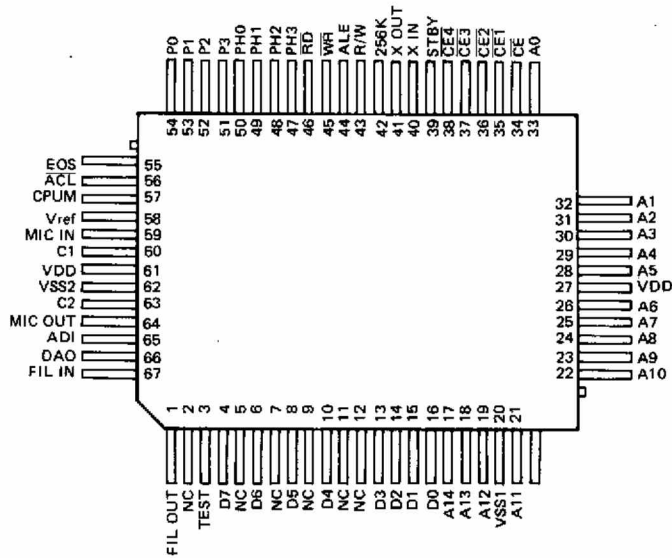 P0 P1 P2 P3 PH0 PH1 PH2 PH3 RD WR ALE R/W 256K X OUT X IN STBY CE4 CE3 CE2 CE1 CE A0
54 53 52 51 50 49 48 47 46 45 44 43 42 41 40 39 38 37 36 35 34 33
EOS 55
ACL 56
CPUM 57
Vref 58
MIC IN 59
C1 60
VDD 61
VSS2 62
C2 63
MIC OUT 64
ADI 65
DAO 66
FIL IN 67
32 A1
31 A2
30 A3
29 A4
28 A5
27 VDD
26 A6
25 A7
24 A8
23 A9
22 A10
1 2 3 4 5 6 7 8 9 10 11 12 13 14 15 16 17 18 19 20 21
FIL OUT NC TEST D7 NC D6 NC D5 NC D4 NC NC D3 D2 D1 D0 A14 A13 A12 VSS1 A11